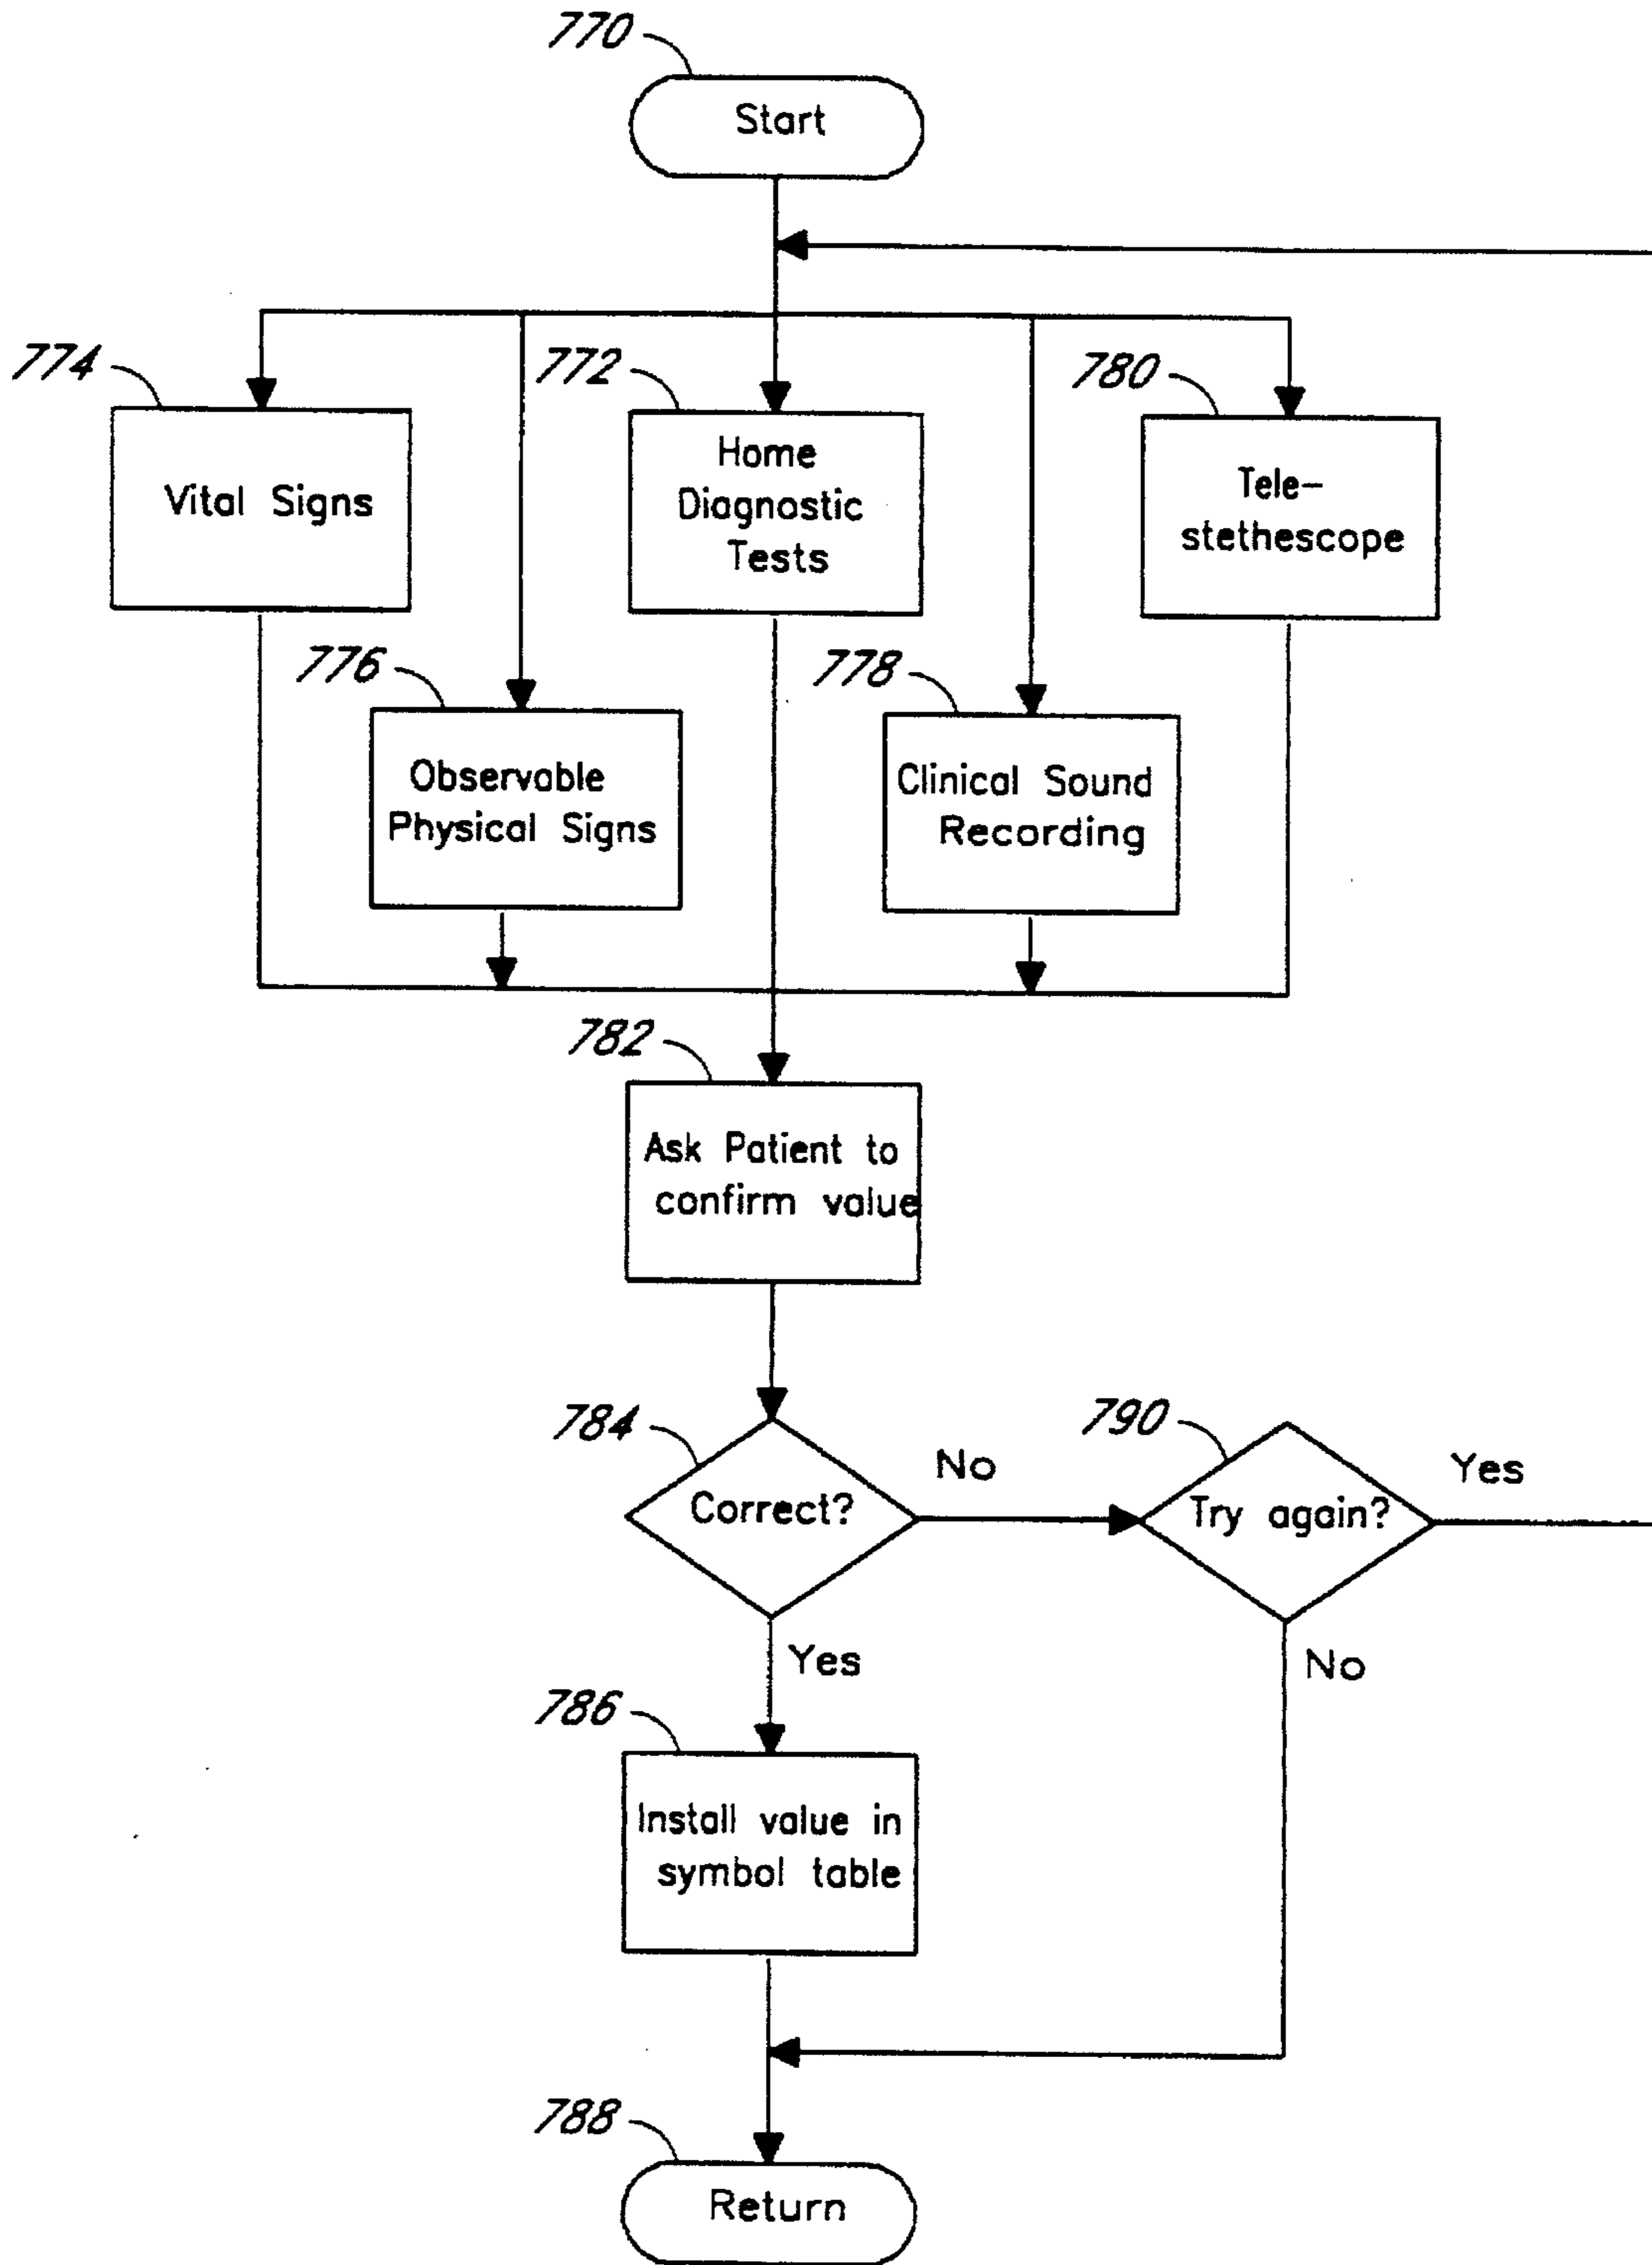 770
Start
774
772
780
Vital Signs
Home
Diagnostic
Tests
Tele-
stethescope
776
778
Observable
Physical Signs
Clinical Sound
Recording
782
Ask Patient to
confirm value
784
790
Correct?
No
Try again?
Yes
Yes
No
786
Install value in
symbol table
788
Return